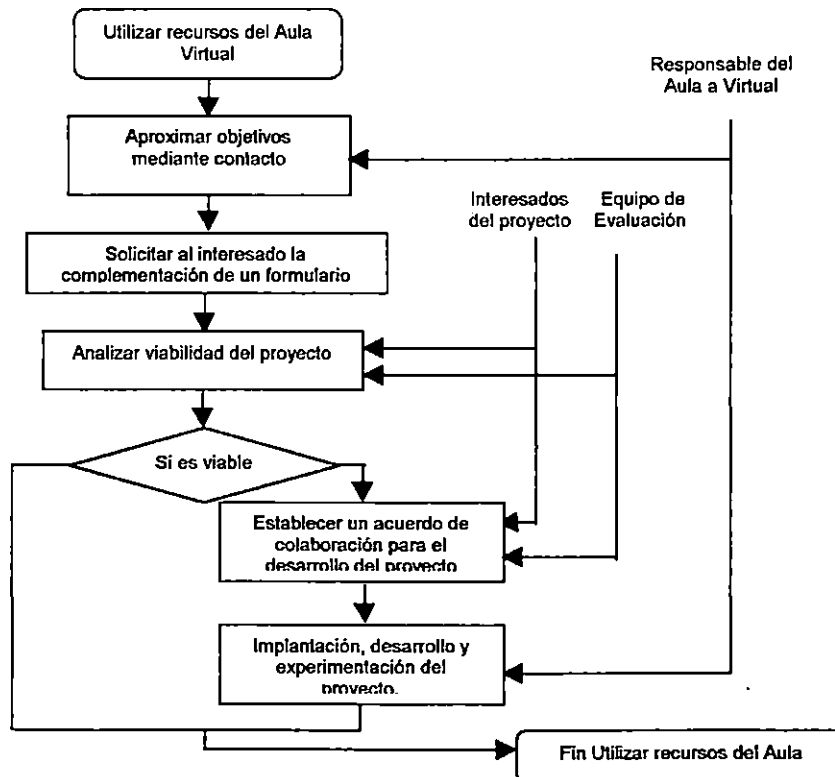 Utilizar recursos del Aula
Virtual
Responsable del
Aula a Virtual
Aproximar objetivos
mediante contacto
Interesados
del proyecto
Equipo de
Evaluación
Solicitar al interesado la
complementación de un formulario
Analizar viabilidad del proyecto
Si es viable
Establecer un acuerdo de
colaboración para el
desarrollo del proyecto
Implantación, desarrollo y
experimentación del
proyecto.
Fin Utilizar recursos del Aula